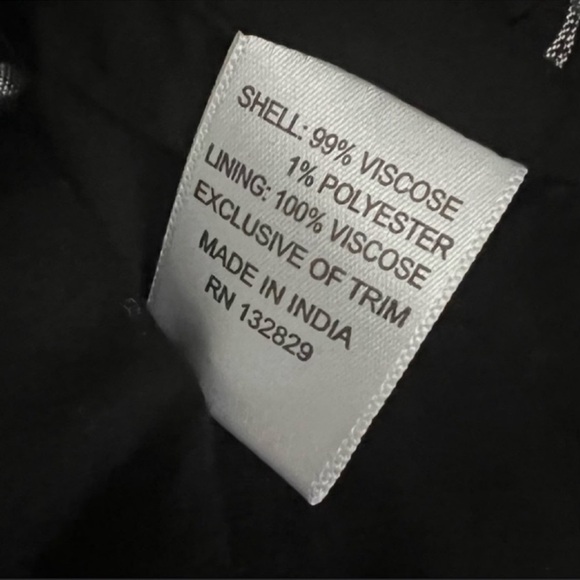 SHELL: 99% VISCOSE
1% POLYESTER
LINING: 100% VISCOSE
EXCLUSIVE OF TRIM
MADE IN INDIA
RN 132829